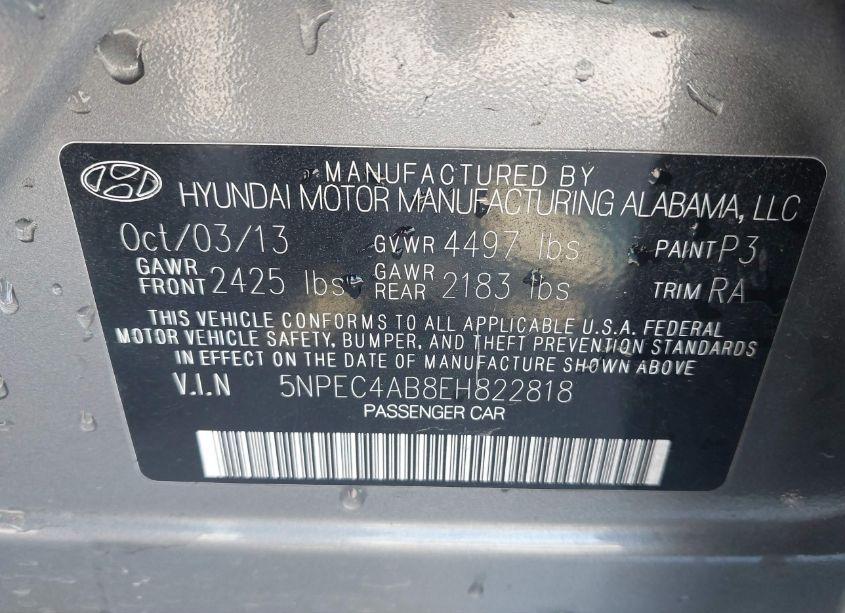 MANUFACTURED BY
HYUNDAI MOTOR MANUFACTURING ALABAMA, LLC
Oct/03/13 GVWR 4497 lbs PAINT P3
GAWR FRONT 2425 lbs GAWR REAR 2183 lbs TRIM RA
THIS VEHICLE CONFORMS TO ALL APPLICABLE U.S.A. FEDERAL
MOTOR VEHICLE SAFETY, BUMPER, AND THEFT PREVENTION STANDARDS
IN EFFECT ON THE DATE OF MANUFACTURE SHOWN ABOVE
V.I.N 5NPEC4AB8EH822818
PASSENGER CAR